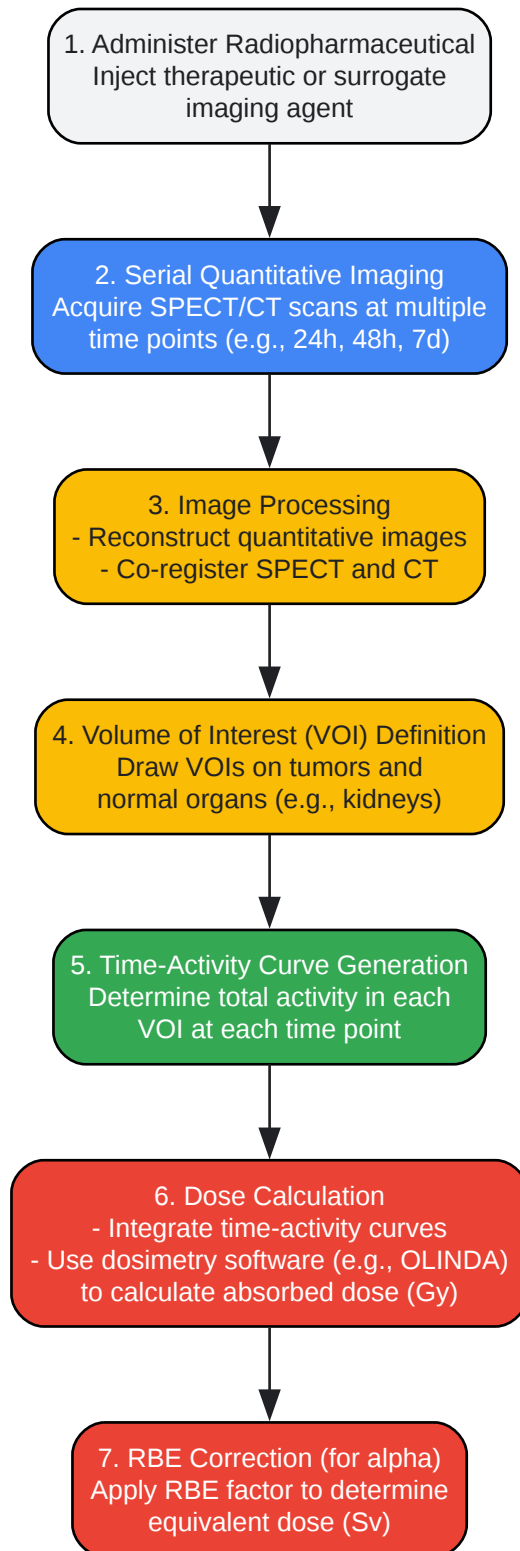 1. Administer Radiopharmaceutical
Inject therapeutic or surrogate
imaging agent
2. Serial Quantitative Imaging
Acquire SPECT/CT scans at multiple
time points (e.g., 24h, 48h, 7d)
3. Image Processing
- Reconstruct quantitative images
- Co-register SPECT and CT
4. Volume of Interest (VOI) Definition
Draw VOIs on tumors and
normal organs (e.g., kidneys)
5. Time-Activity Curve Generation
Determine total activity in each
VOI at each time point
6. Dose Calculation
- Integrate time-activity curves
- Use dosimetry software (e.g., OLINDA)
to calculate absorbed dose (Gy)
7. RBE Correction (for alpha)
Apply RBE factor to determine
equivalent dose (Sv)